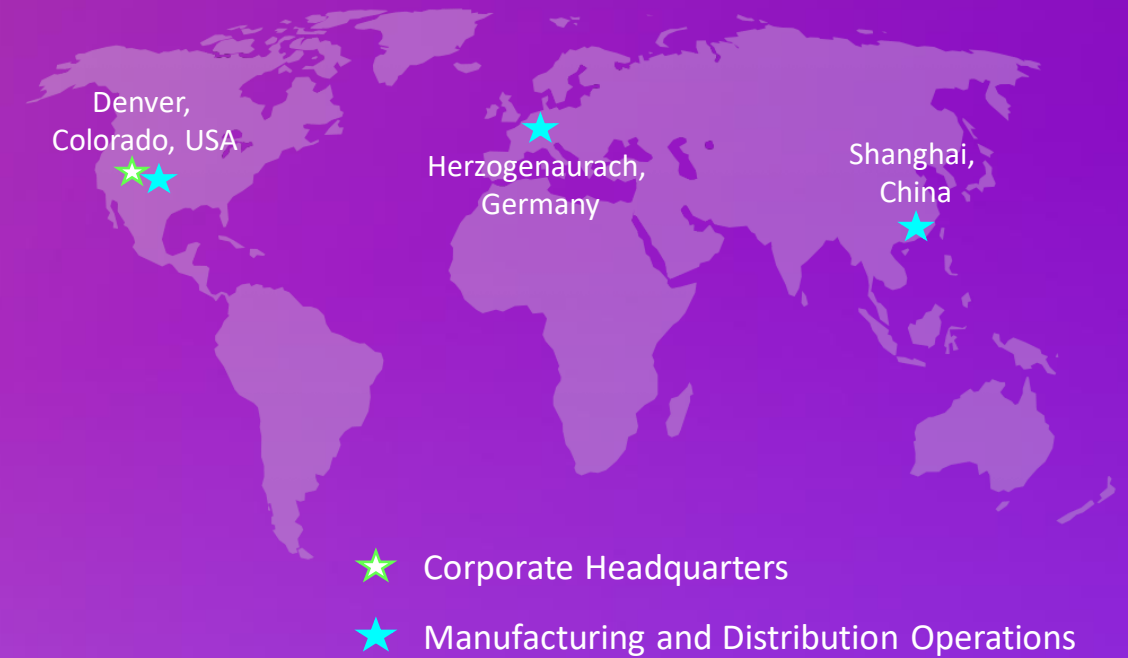 Denver,
Colorado, USA
Herzogenaurach,
Germany
Shanghai,
China
Corporate Headquarters
Manufacturing and Distribution Operations